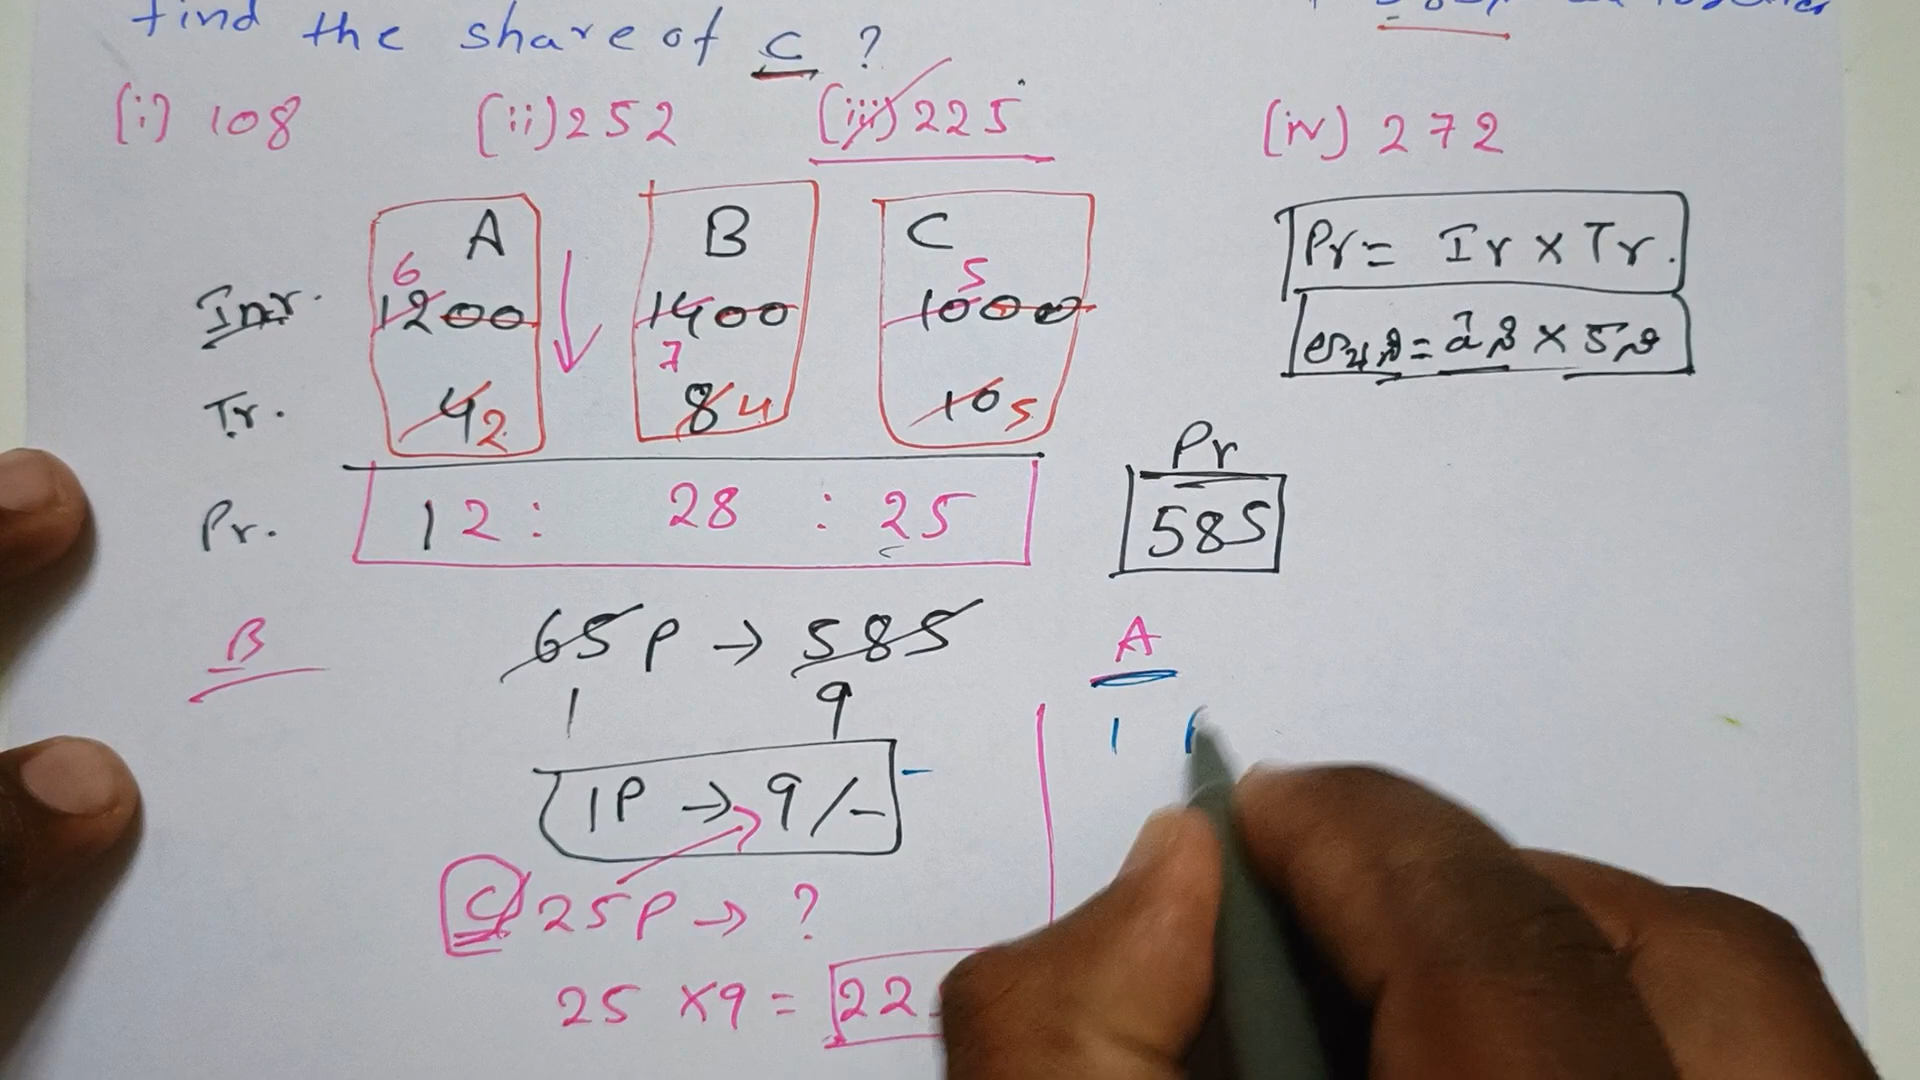 find the share of C ?
(i) 108 (ii) 252 (iii) 225 (iv) 272
A B C
6 5
Inr. 1200 1400 1000
7
Tr. 4 2 8 4 10 5
Pr = Ir x Tr.
Pr
Pr. 12 : 28 : 25 585
B 65 P → 585 A
1 9 1
1P → 9/-
C 25P → ?
25 x 9 = 22